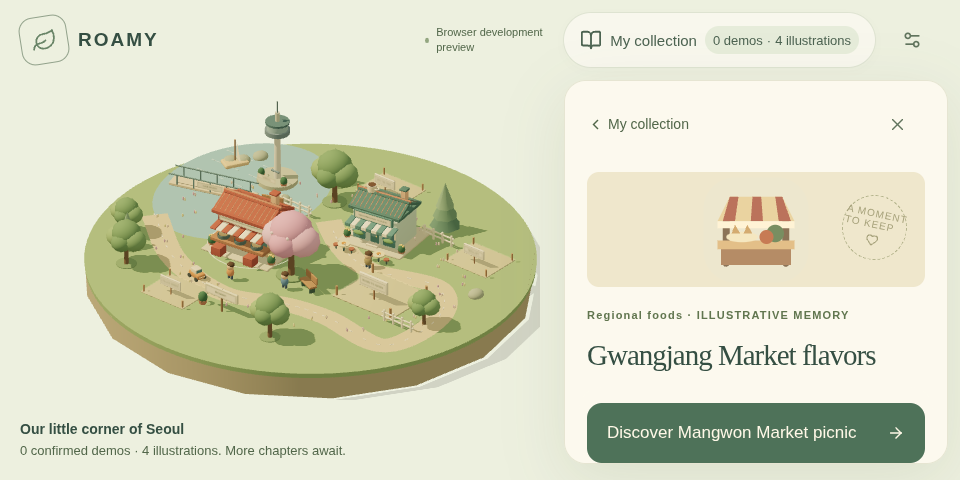 ROAMY
Browser development
preview
My collection
0 demos · 4 illustrations
My collection
A MOMENT
TO KEEP
Regional foods · ILLUSTRATIVE MEMORY
Gwangjang Market flavors
Discover Mangwon Market picnic
Our little corner of Seoul
0 confirmed demos · 4 illustrations. More chapters await.